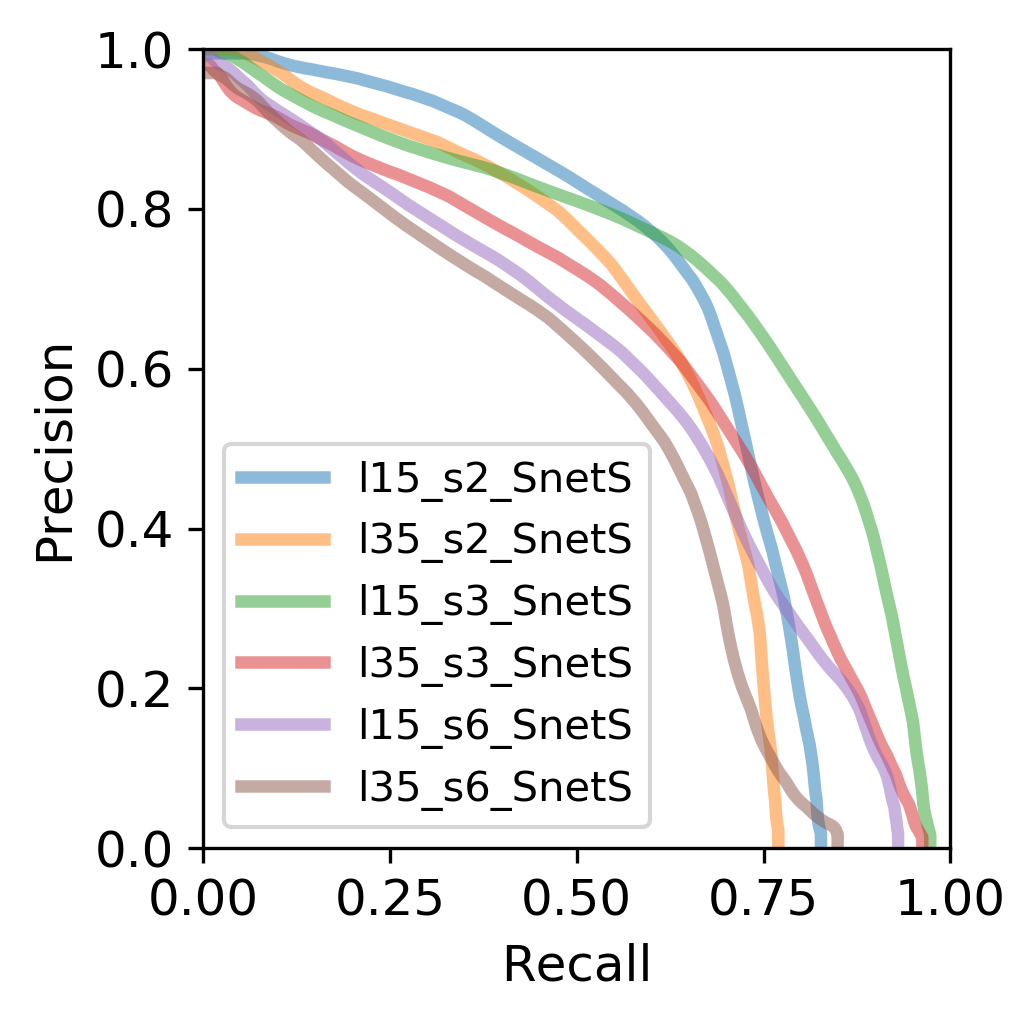 1.0
0.8
0.6
0.4
0.2
0.0
Precision
l15_s2_SnetS
l35_s2_SnetS
l15_s3_SnetS
l35_s3_SnetS
l15_s6_SnetS
l35_s6_SnetS
0.00 0.25 0.50 0.75 1.00
Recall